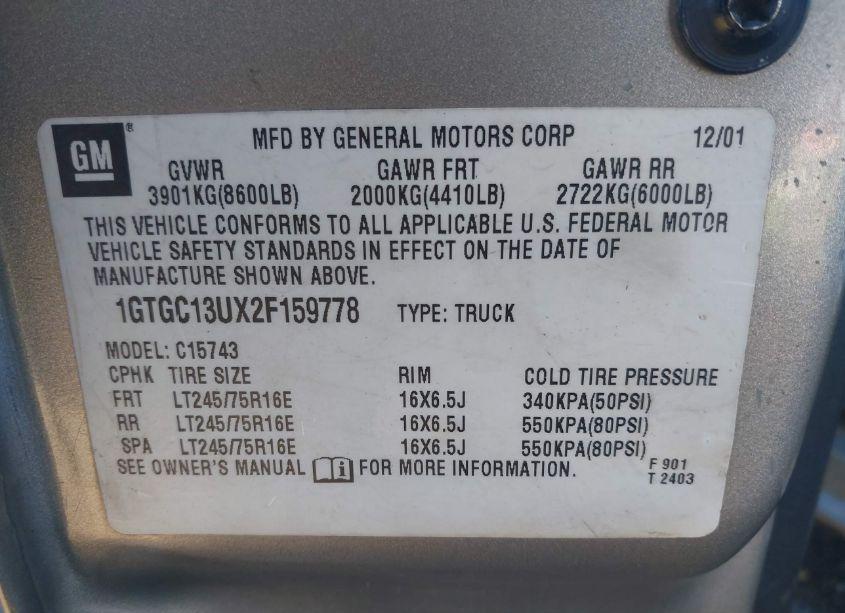 GM ®
MFD BY GENERAL MOTORS CORP 12/01
GVWR GAWR FRT GAWR RR
3901KG(8600LB) 2000KG(4410LB) 2722KG(6000LB)
THIS VEHICLE CONFORMS TO ALL APPLICABLE U.S. FEDERAL MOTOR
VEHICLE SAFETY STANDARDS IN EFFECT ON THE DATE OF
MANUFACTURE SHOWN ABOVE.
1GTGC13UX2F159778 TYPE: TRUCK
MODEL: C15743
CPHK TIRE SIZE RIM COLD TIRE PRESSURE
FRT LT245/75R16E 16X6.5J 340KPA(50PSI)
RR LT245/75R16E 16X6.5J 550KPA(80PSI)
SPA LT245/75R16E 16X6.5J 550KPA(80PSI)
SEE OWNER'S MANUAL i FOR MORE INFORMATION.
F 901
T 2403